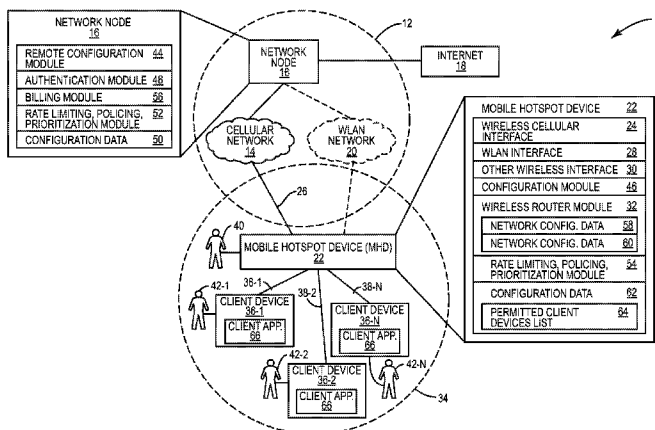 NETWORK NODE
16
REMOTE CONFIGURATION MODULE 44
AUTHENTICATION MODULE 48
BILLING MODULE 56
RATE LIMITING, POLICING, PRIORITIZATION MODULE 52
CONFIGURATION DATA 50
12
NETWORK
NODE
16
INTERNET
18
CELLULAR
NETWORK
14
WLAN
NETWORK
20
26
40
MOBILE HOTSPOT DEVICE (MHD)
22
MOBILE HOTSPOT DEVICE 22
WIRELESS CELLULAR INTERFACE 24
WLAN INTERFACE 28
OTHER WIRELESS INTERFACE 30
CONFIGURATION MODULE 46
WIRELESS ROUTER MODULE 32
NETWORK CONFIG. DATA 58
NETWORK CONFIG. DATA 60
RATE LIMITING, POLICING, PRIORITIZATION MODULE 54
CONFIGURATION DATA 62
PERMITTED CLIENT DEVICES LIST 64
38-1
38-2
38-N
42-1
CLIENT DEVICE
36-1
CLIENT APP.
66
CLIENT DEVICE
36-N
CLIENT APP.
66
42-2
CLIENT DEVICE
36-2
CLIENT APP.
66
42-N
34